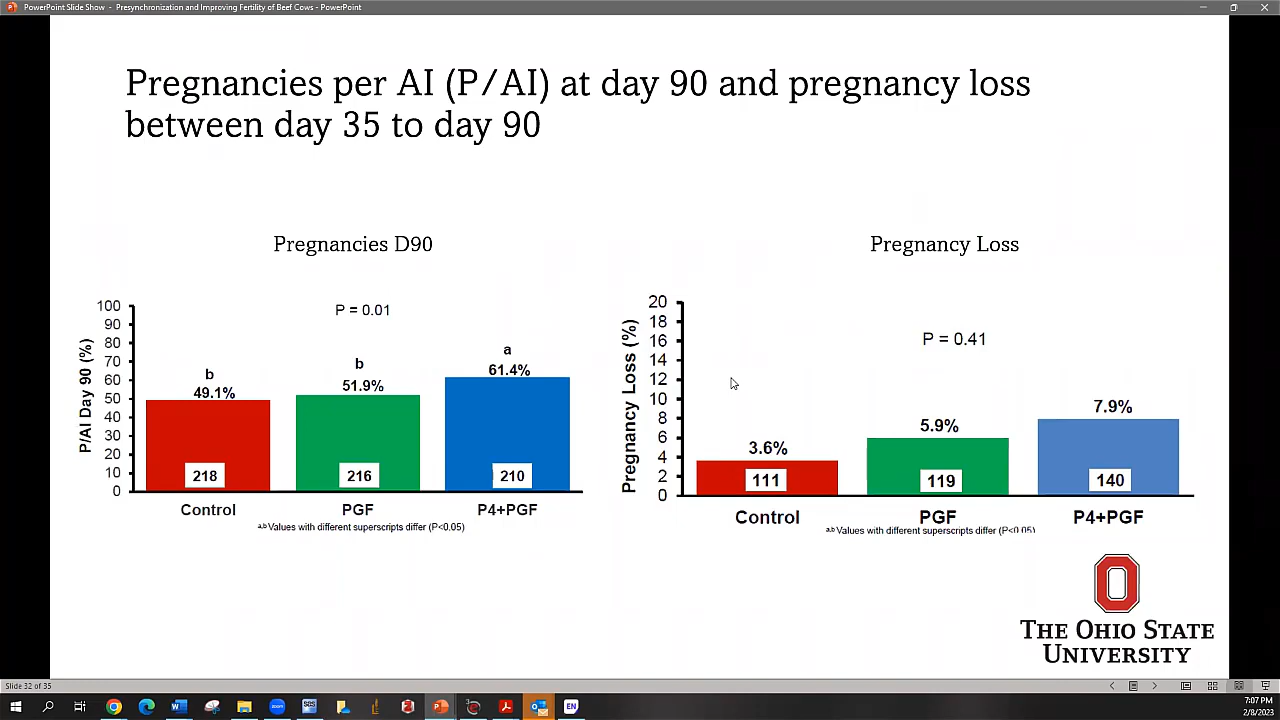 PowerPoint Slide Show - Presynchronization and Improving Fertility of Beef Cows - PowerPoint
Pregnancies per AI (P/AI) at day 90 and pregnancy loss
between day 35 to day 90
Pregnancies D90
P/AI Day 90 (%)
100
90
80
70
60
50
40
30
20
10
0
P = 0.01
b
49.1%
b
51.9%
a
61.4%
218
216
210
Control
PGF
P4+PGF
a,b Values with different superscripts differ (P<0.05)
Pregnancy Loss
Pregnancy Loss (%)
20
18
16
14
12
10
8
6
4
2
0
P = 0.41
3.6%
5.9%
7.9%
111
119
140
Control
PGF
P4+PGF
a,b Values with different superscripts differ (P<0.05)
THE OHIO STATE
UNIVERSITY
Slide 32 of 35
EN
7:07 PM
2/8/2023